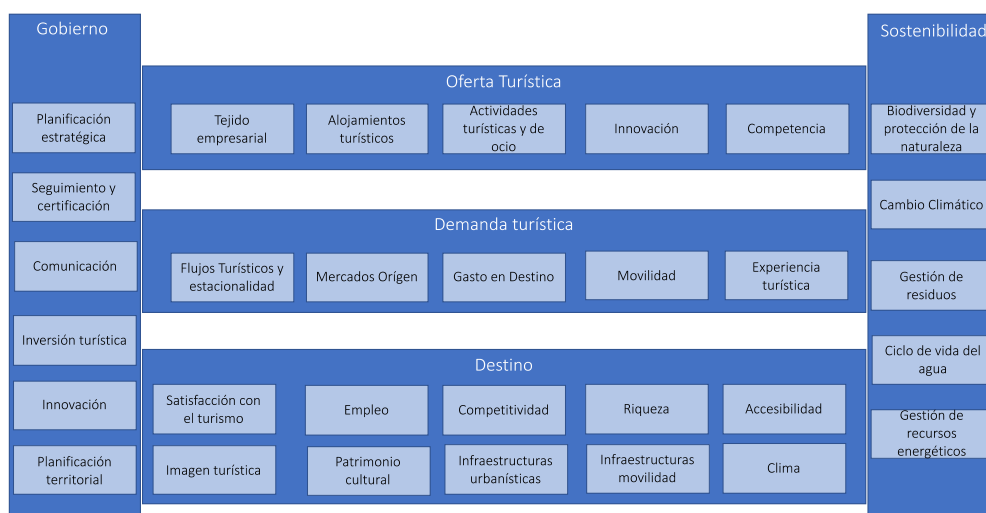 Gobierno
Planificación
estratégica
Seguimiento y
certificación
Comunicación
Inversión turística
Innovación
Planificación
territorial
Oferta Turística
Tejido
empresarial
Alojamientos
turísticos
Actividades
turísticas y de
ocio
Innovación
Competencia
Demanda turística
Flujos Turísticos y
estacionalidad
Mercados Orígen
Gasto en Destino
Movilidad
Experiencia
turística
Destino
Satisfacción con
el turismo
Empleo
Competitividad
Riqueza
Accesibilidad
Imagen turística
Patrimonio
cultural
Infraestructuras
urbanísticas
Infraestructuras
movilidad
Clima
Sostenibilidad
Biodiversidad y
protección de la
naturaleza
Cambio Climático
Gestión de
residuos
Ciclo de vida del
agua
Gestión de
recursos
energéticos